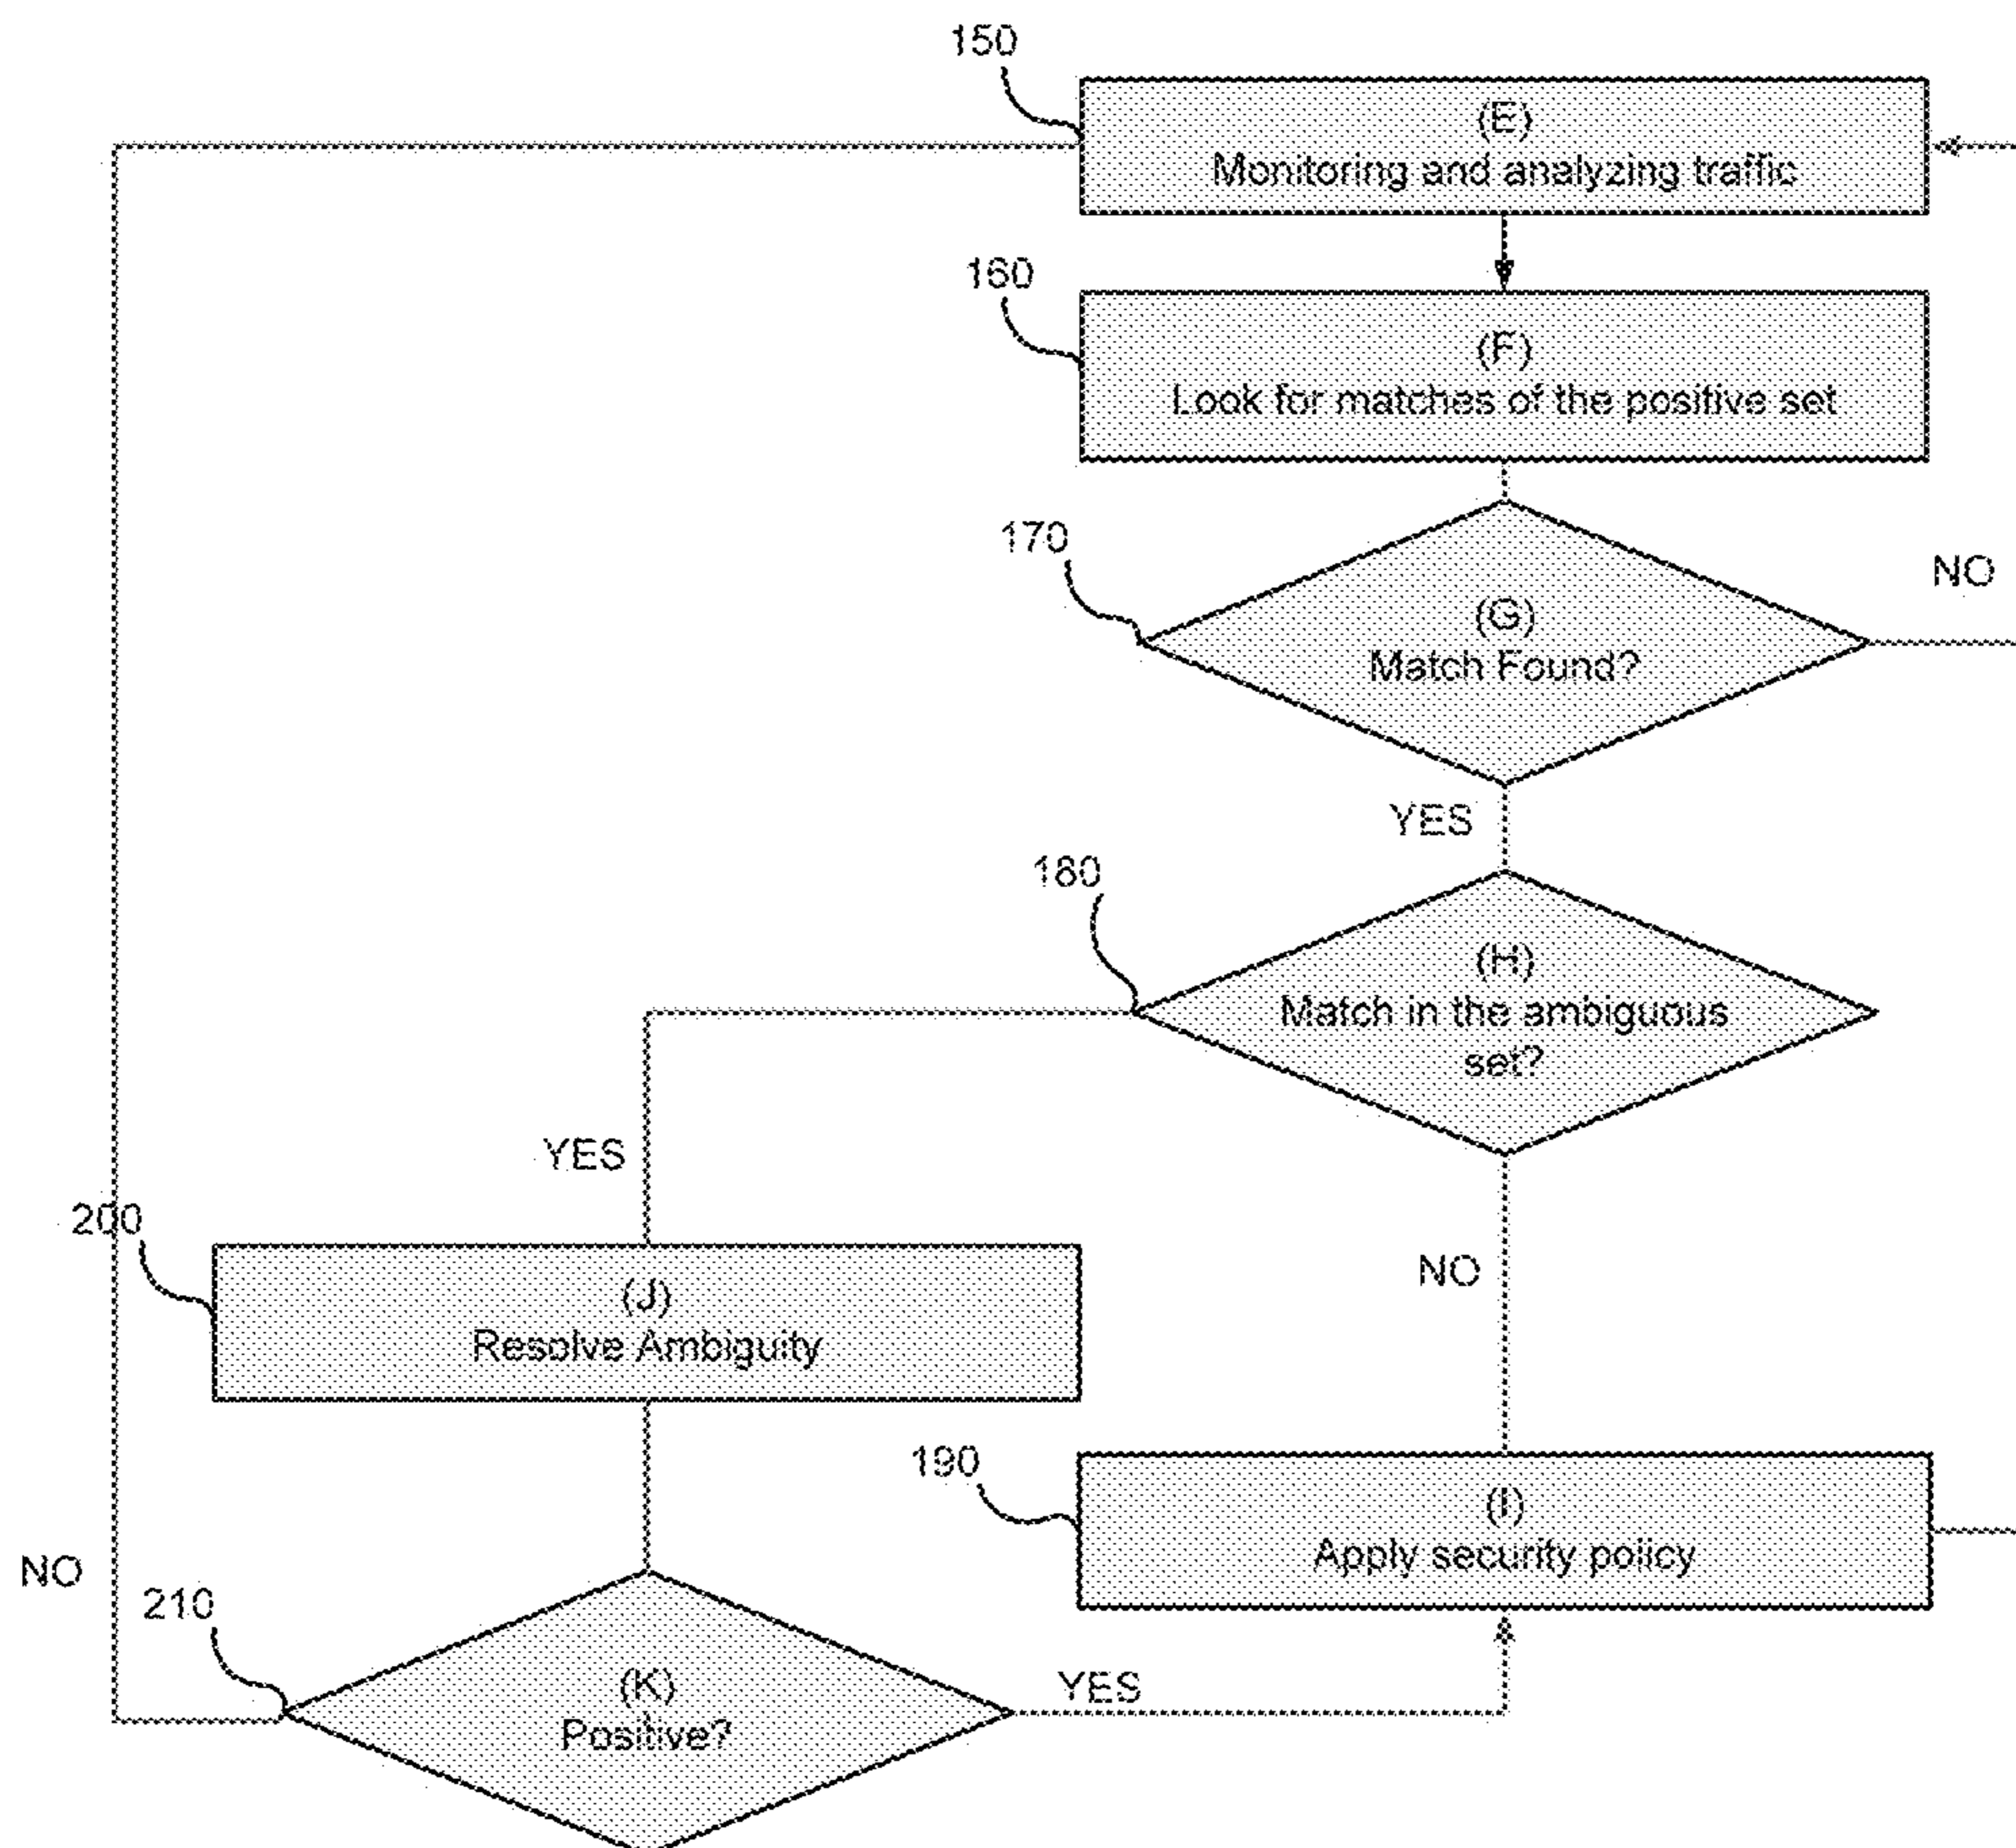 150
(E)
Monitoring and analyzing traffic
160
(F)
Look for matches of the positive set
170
(G)
Match Found?
NO
YES
180
(H)
Match in the ambiguous
set?
YES
NO
200
(J)
Resolve Ambiguity
190
(I)
Apply security policy
NO
210
(K)
Positive?
YES